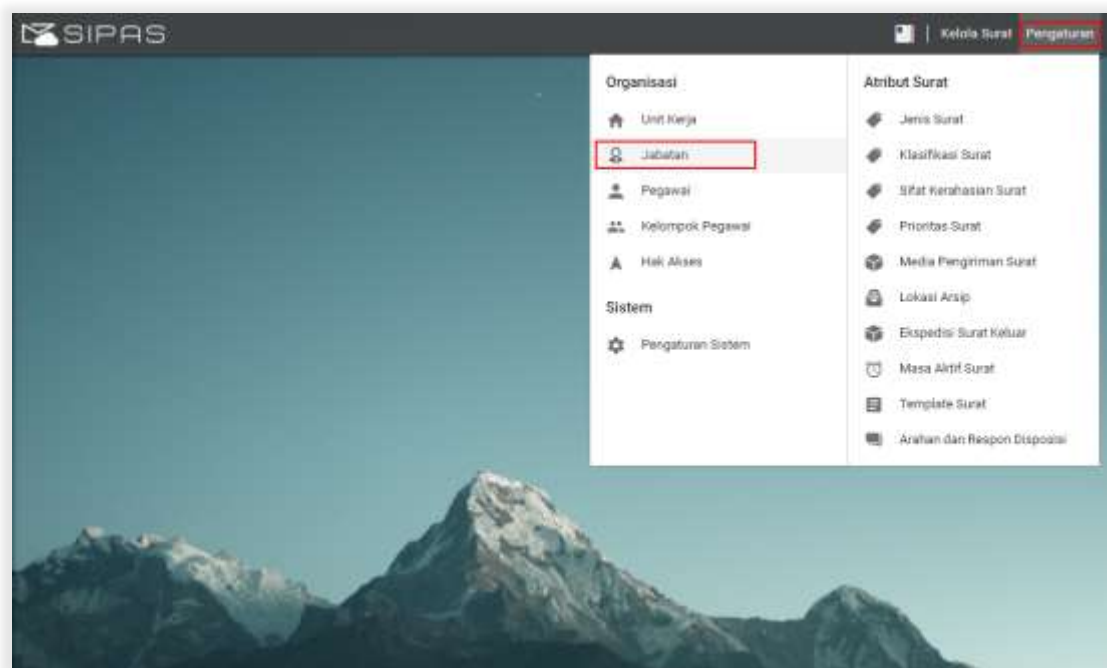 SIPAS
Kelola Surat
Pengaturan
Organisasi
Unit Kerja
Jabatan
Pegawai
Kelompok Pegawai
Hak Akses
Sistem
Pengaturan Sistem
Atribut Surat
Jenis Surat
Klasifikasi Surat
Sifat Kerahasian Surat
Prioritas Surat
Media Pengiriman Surat
Lokasi Arsip
Ekspedisi Surat Keluar
Masa Aktif Surat
Template Surat
Arahan dan Respon Disposisi